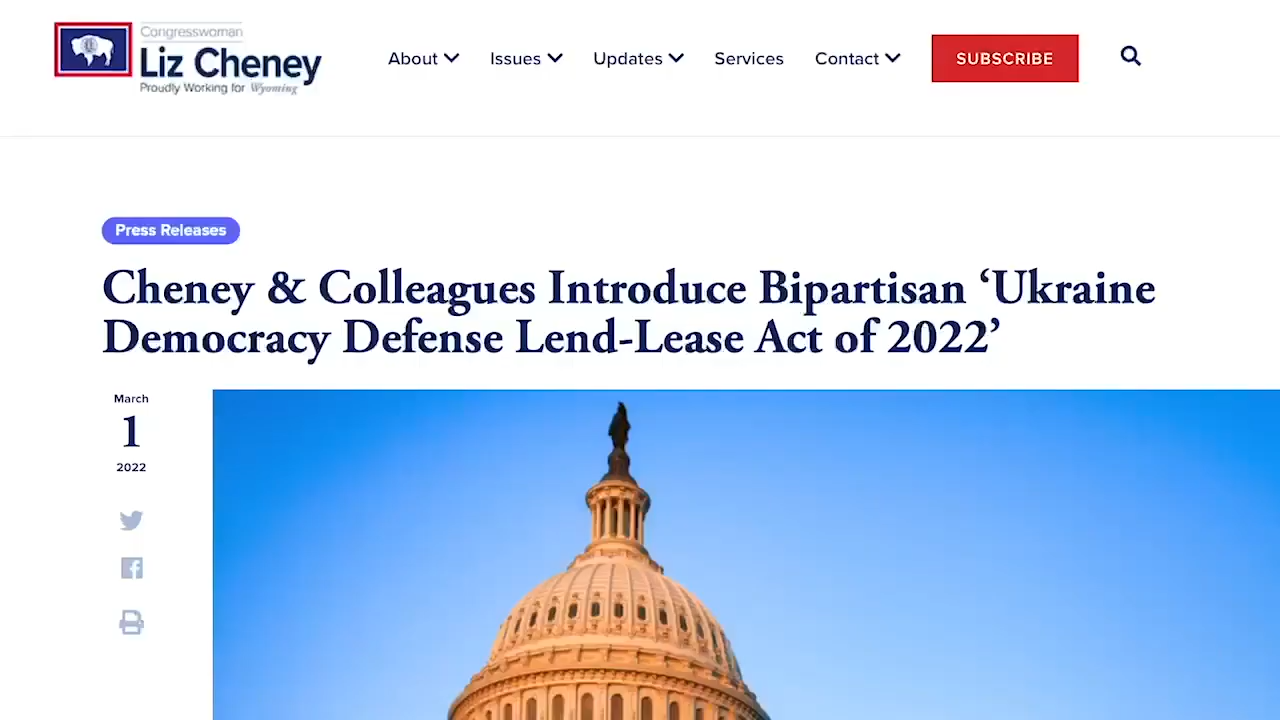 Congresswoman
Liz Cheney
Proudly Working for Wyoming
About
Issues
Updates
Services
Contact
SUBSCRIBE
Press Releases
Cheney & Colleagues Introduce Bipartisan ‘Ukraine
Democracy Defense Lend-Lease Act of 2022’
March
1
2022